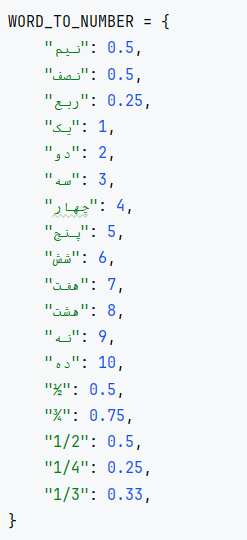 WORD_TO_NUMBER = {
"نیم": 0.5,
"نصف": 0.5,
"ربع": 0.25,
"یک": 1,
"دو": 2,
"سه": 3,
"چهار": 4,
"پنج": 5,
"شش": 6,
"هفت": 7,
"هشت": 8,
"نه": 9,
"ده": 10,
"½": 0.5,
"¾": 0.75,
"1/2": 0.5,
"1/4": 0.25,
"1/3": 0.33,
}